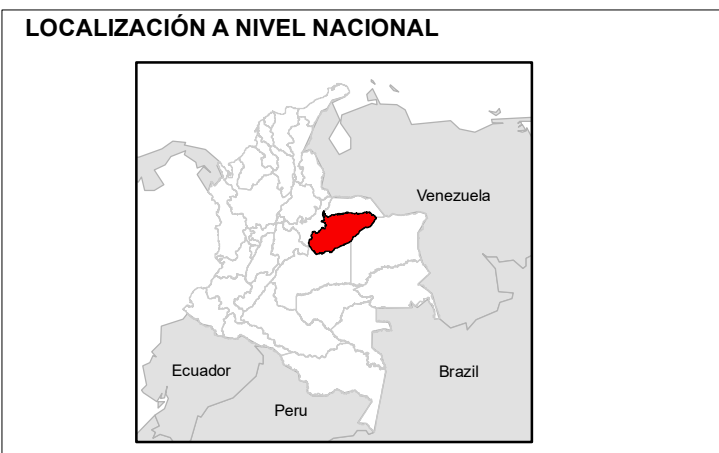 LOCALIZACIÓN A NIVEL NACIONAL
Venezuela
Ecuador
Brazil
Peru